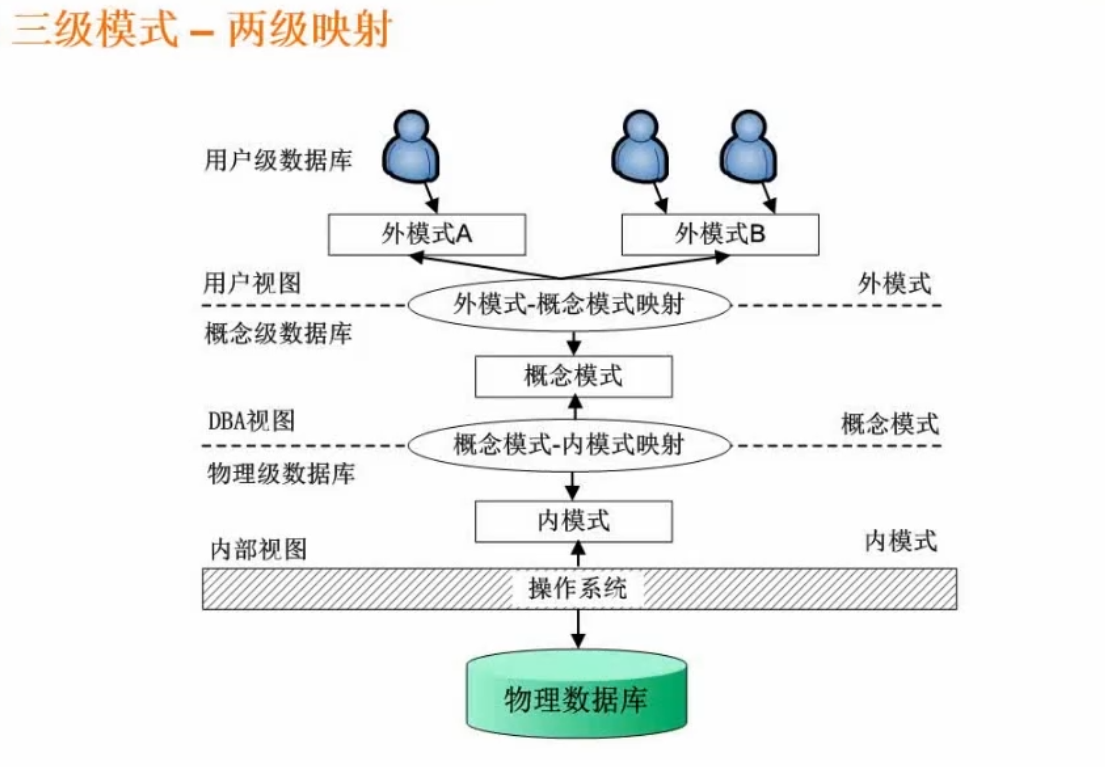 三级模式 – 两级映射
用户级数据库
外模式A
外模式B
用户视图
外模式-概念模式映射
外模式
概念级数据库
概念模式
DBA视图
概念模式-内模式映射
概念模式
物理级数据库
内模式
内部视图
内模式
操作系统
物理数据库